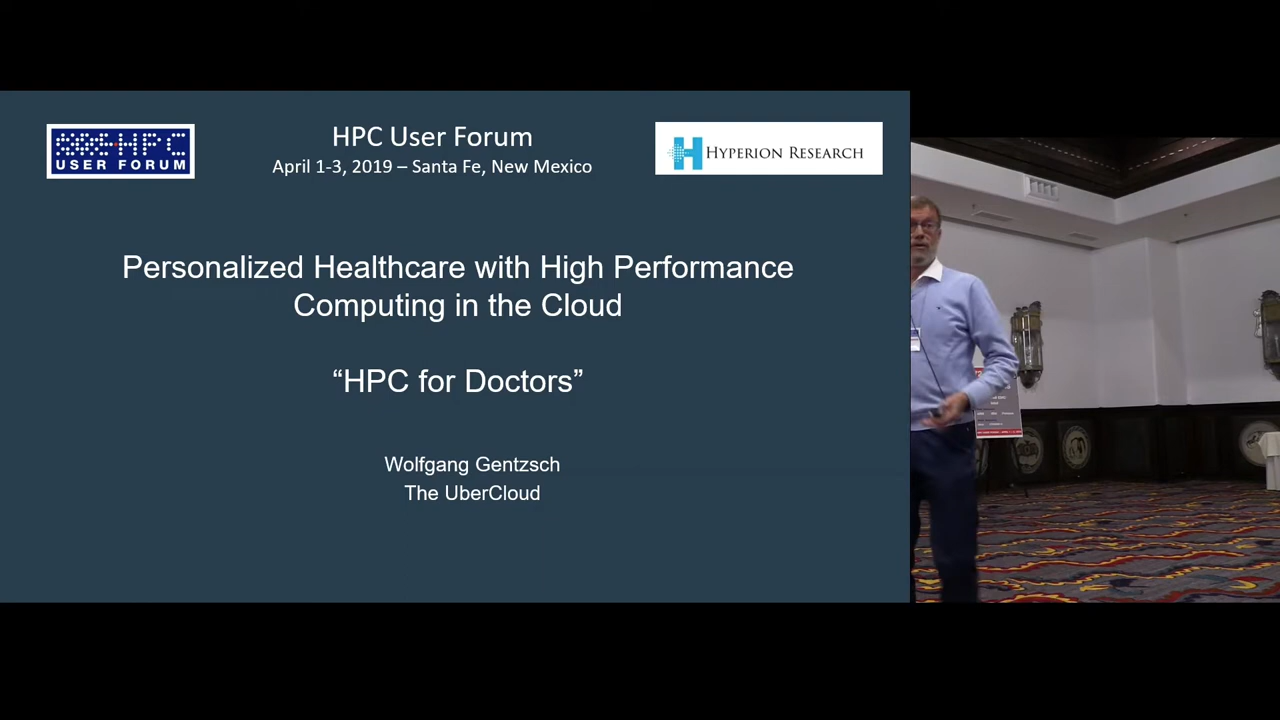 HPC
USER FORUM
HPC User Forum
April 1-3, 2019 – Santa Fe, New Mexico
HYPERION RESEARCH
Personalized Healthcare with High Performance
Computing in the Cloud
“HPC for Doctors”
Wolfgang Gentzsch
The UberCloud